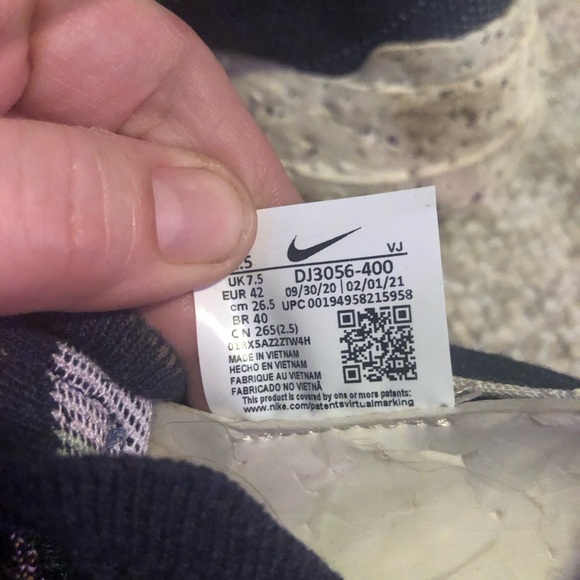 .5 VJ
UK 7.5 DJ3056-400
EUR 42 09/30/20 | 02/01/21
cm 26.5 UPC 00194958215958
BR 40
CN 265(2.5)
MADE IN VIETNAM
HECHO EN VIETNAM
FABRIQUE AU VIETNAM
FABRICADO NO VIETNÃ
This product is covered by one or more patents:
www.nike.com/patentsvirtualmarking